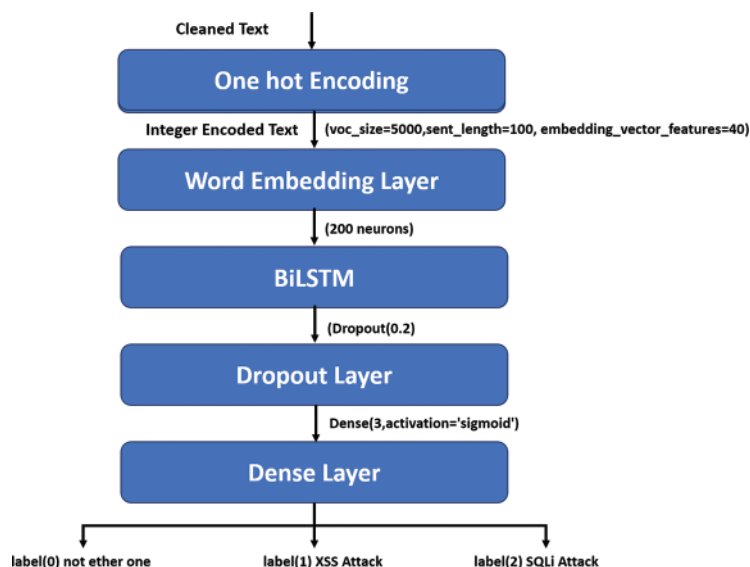 Cleaned Text
One hot Encoding
Integer Encoded Text
(voc_size=5000,sent_length=100, embedding_vector_features=40)
Word Embedding Layer
(200 neurons)
BiLSTM
(Dropout(0.2)
Dropout Layer
Dense(3,activation='sigmoid')
Dense Layer
label(0) not ether one
label(1) XSS Attack
label(2) SQLi Attack